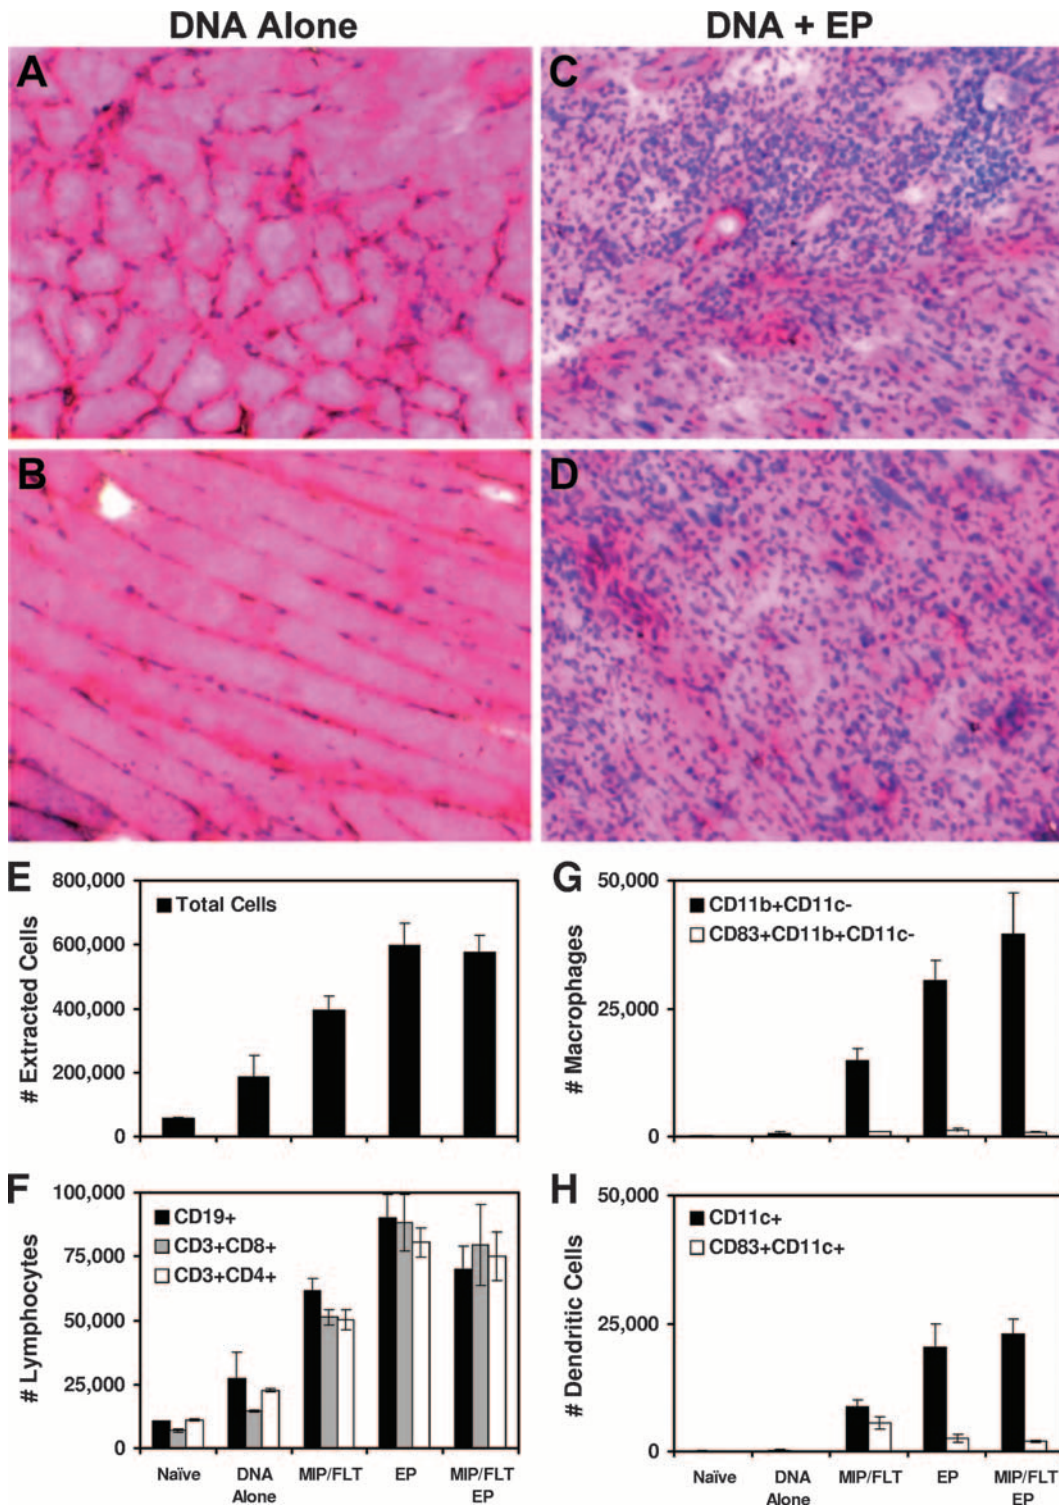 DNA Alone
DNA + EP
A
C
B
D
E
# Extracted Cells
800,000
600,000
400,000
200,000
0
Total Cells
G
# Macrophages
50,000
25,000
0
CD11b+CD11c-
CD83+CD11b+CD11c-
F
# Lymphocytes
100,000
75,000
50,000
25,000
0
CD19+
CD3+CD8+
CD3+CD4+
Naïve
DNA
Alone
MIP/FLT
EP
MIP/FLT
EP
H
# Dendritic Cells
50,000
25,000
0
CD11c+
CD83+CD11c+
Naïve
DNA
Alone
MIP/FLT
EP
MIP/FLT
EP